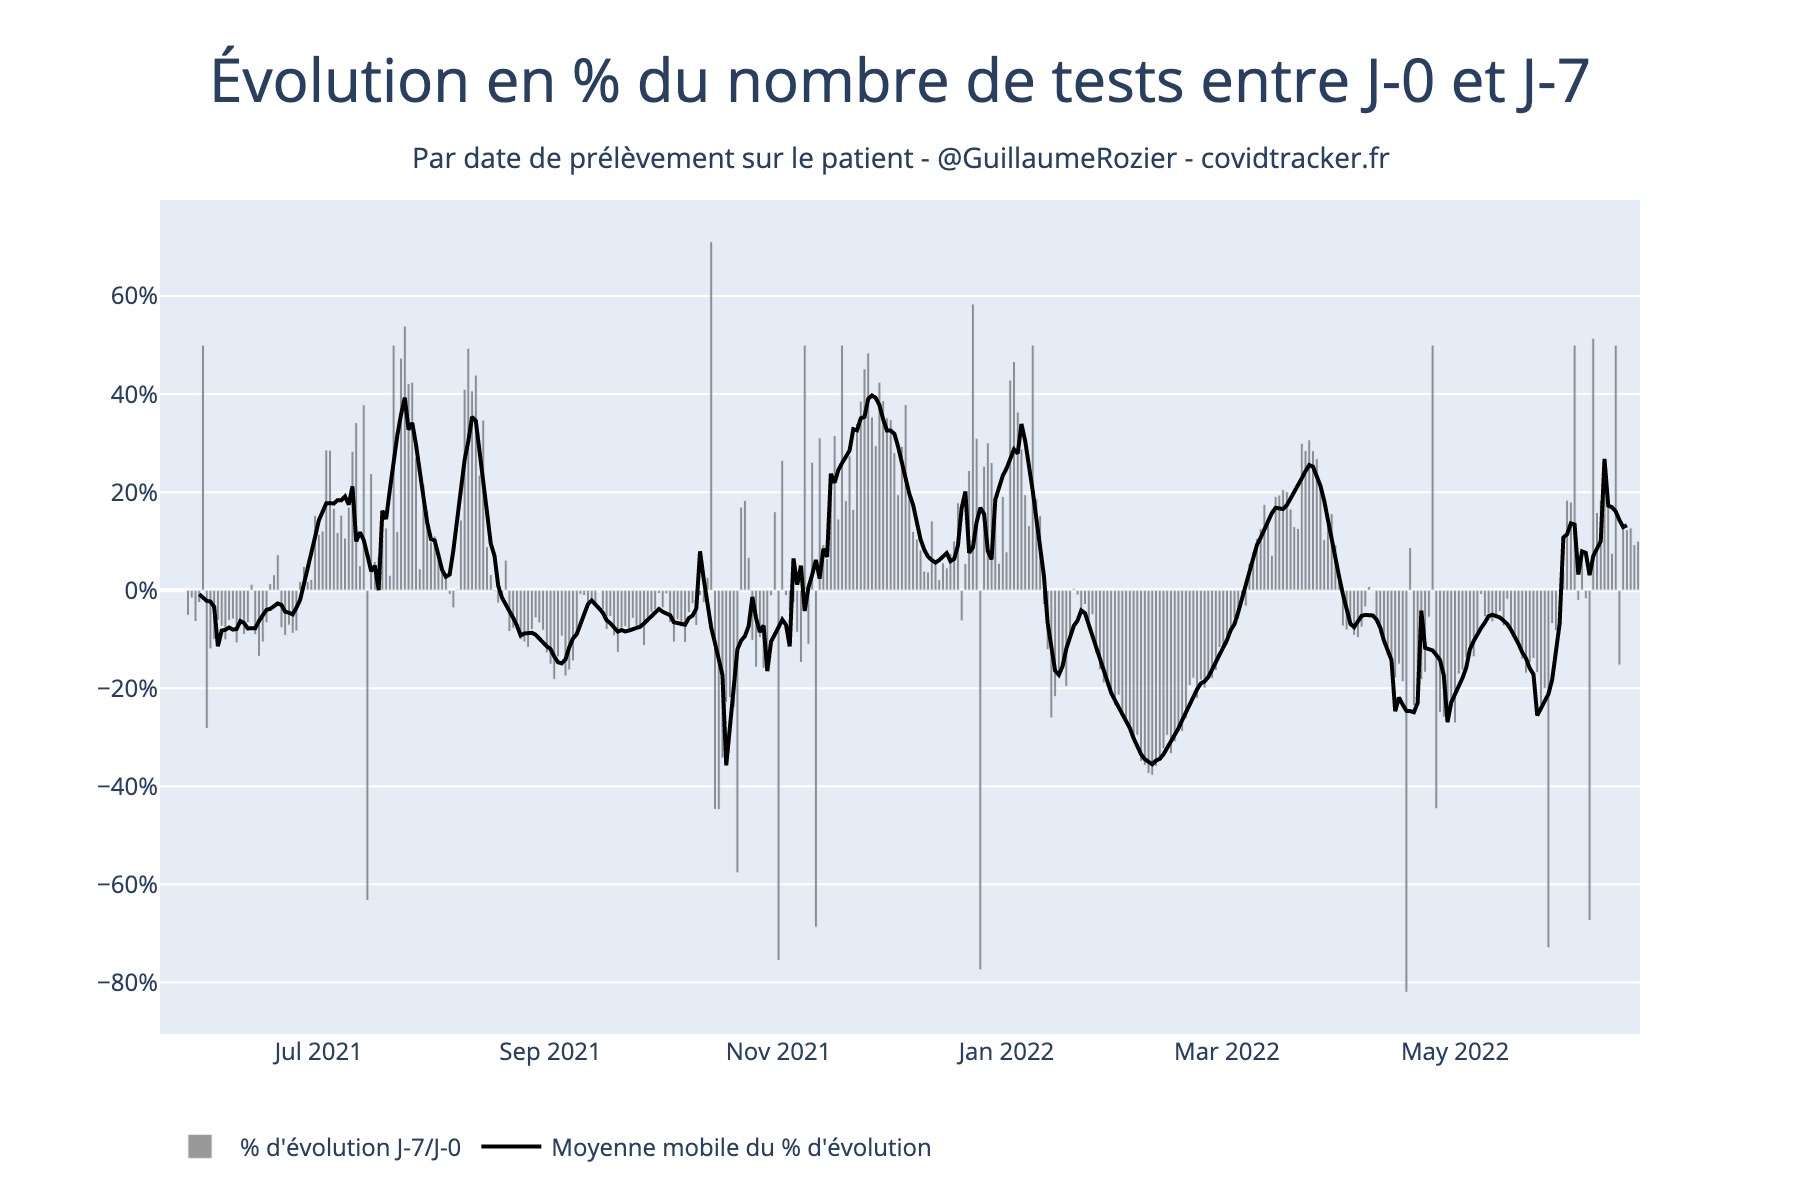 Évolution en % du nombre de tests entre J-0 et J-7
Par date de prélèvement sur le patient - @GuillaumeRozier - covidtracker.fr
60%
40%
20%
0%
−20%
−40%
−60%
−80%
Jul 2021
Sep 2021
Nov 2021
Jan 2022
Mar 2022
May 2022
% d'évolution J-7/J-0
Moyenne mobile du % d'évolution